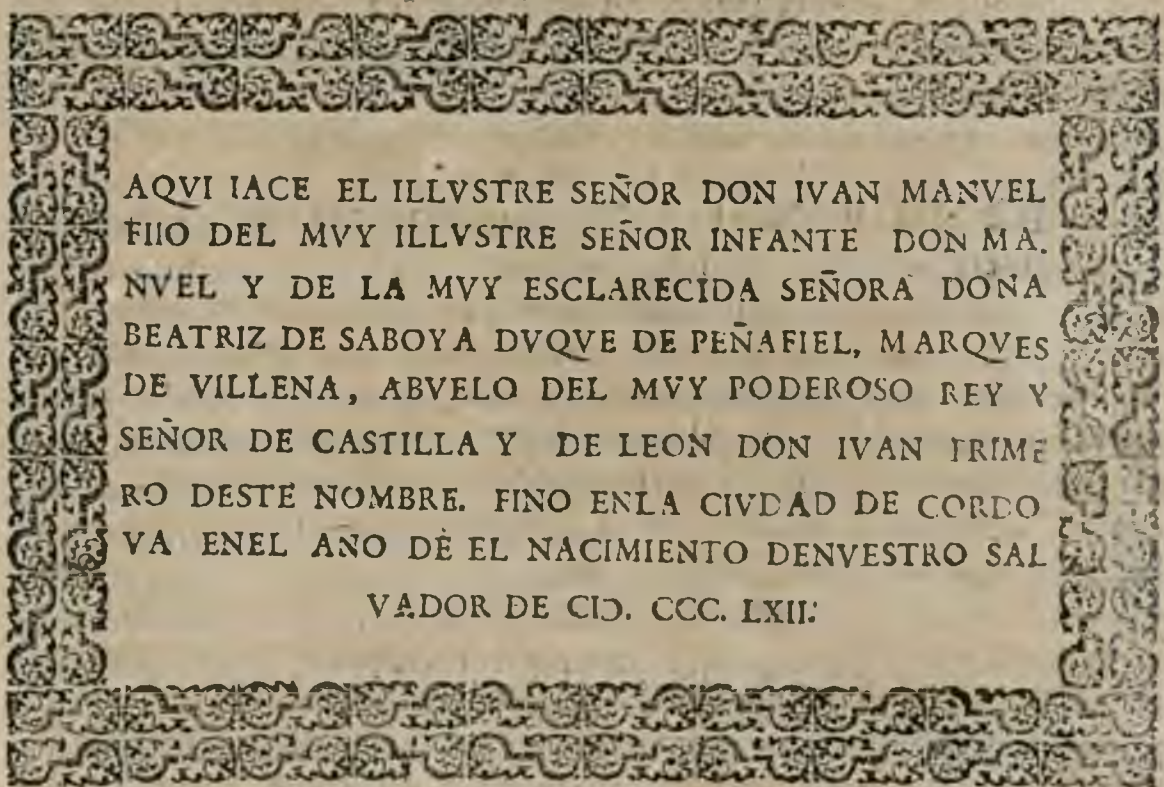 AQVI IACE EL ILLVSTRE SEÑOR DON IVAN MANVEL
FIIO DEL MVY ILLVSTRE SEÑOR INFANTE DON MA.
NVEL Y DE LA MVY ESCLARECIDA SEÑORA DOÑA
BEATRIZ DE SABOYA DVQVE DE PEÑAFIEL, MARQVES
DE VILLENA, ABVELO DEL MVY PODEROSO REY Y
SEÑOR DE CASTILLA Y DE LEON DON IVAN PRIME
RO DESTE NOMBRE. FINO ENLA CIVDAD DE CORDO
VA ENEL AÑO DE EL NACIMIENTO DENVESTRO SAL
VADOR DE CIↃ. CCC. LXII.